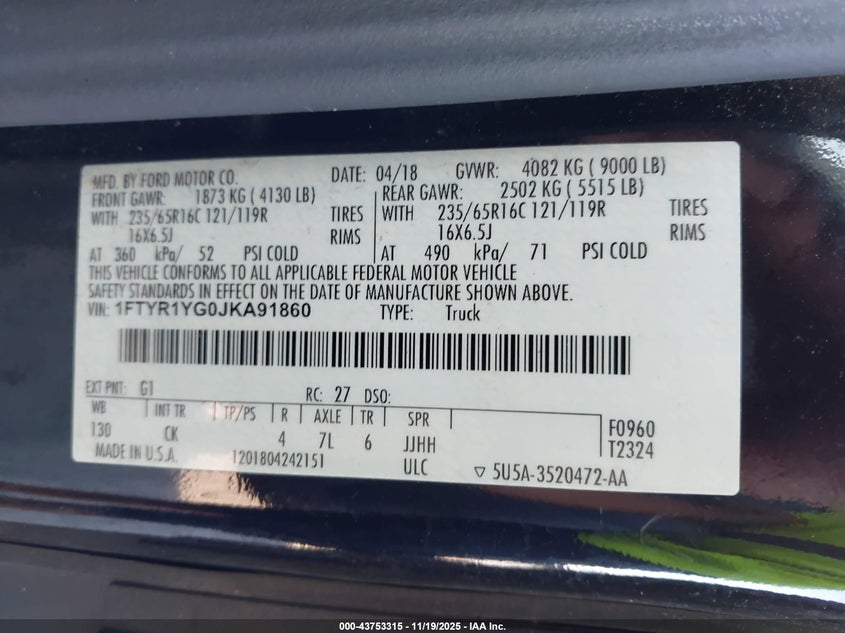 MFD. BY FORD MOTOR CO. DATE: 04/18 GVWR: 4082 KG ( 9000 LB)
FRONT GAWR: 1873 KG ( 4130 LB) REAR GAWR: 2502 KG ( 5515 LB)
WITH 235/65R16C 121/119R TIRES WITH 235/65R16C 121/119R TIRES
16X6.5J RIMS 16X6.5J RIMS
AT 360 kPa/ 52 PSI COLD AT 490 kPa/ 71 PSI COLD
THIS VEHICLE CONFORMS TO ALL APPLICABLE FEDERAL MOTOR VEHICLE
SAFETY STANDARDS IN EFFECT ON THE DATE OF MANUFACTURE SHOWN ABOVE.
VIN: 1FTYR1YG0JKA91860 TYPE: Truck
EXT PNT: G1 RC: 27 DSO:
WB INT TR TP/PS R AXLE TR SPR
130 CK 4 7L 6 JJHH F0960
MADE IN U.S.A. 1201804242151 ULC T2324
5U5A-3520472-AA
000-43753315 - 11/19/2025 - IAA Inc.